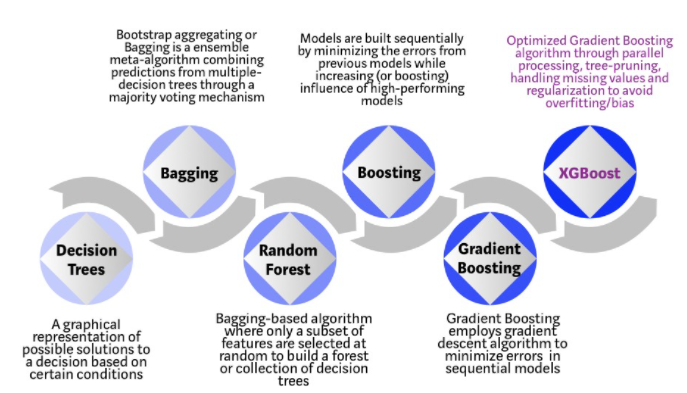 Bootstrap aggregating or
Bagging is a ensemble
meta-algorithm combining
predictions from multiple-
decision trees through a
majority voting mechanism
Models are built sequentially
by minimizing the errors from
previous models while
increasing (or boosting)
influence of high-performing
models
Optimized Gradient Boosting
algorithm through parallel
processing, tree-pruning,
handling missing values and
regularization to avoid
overfitting/bias
Bagging
Boosting
XGBoost
Decision
Trees
Random
Forest
Gradient
Boosting
A graphical
representation of
possible solutions to
a decision based on
certain conditions
Bagging-based algorithm
where only a subset of
features are selected at
random to build a forest
or collection of decision
trees
Gradient Boosting
employs gradient
descent algorithm to
minimize errors in
sequential models